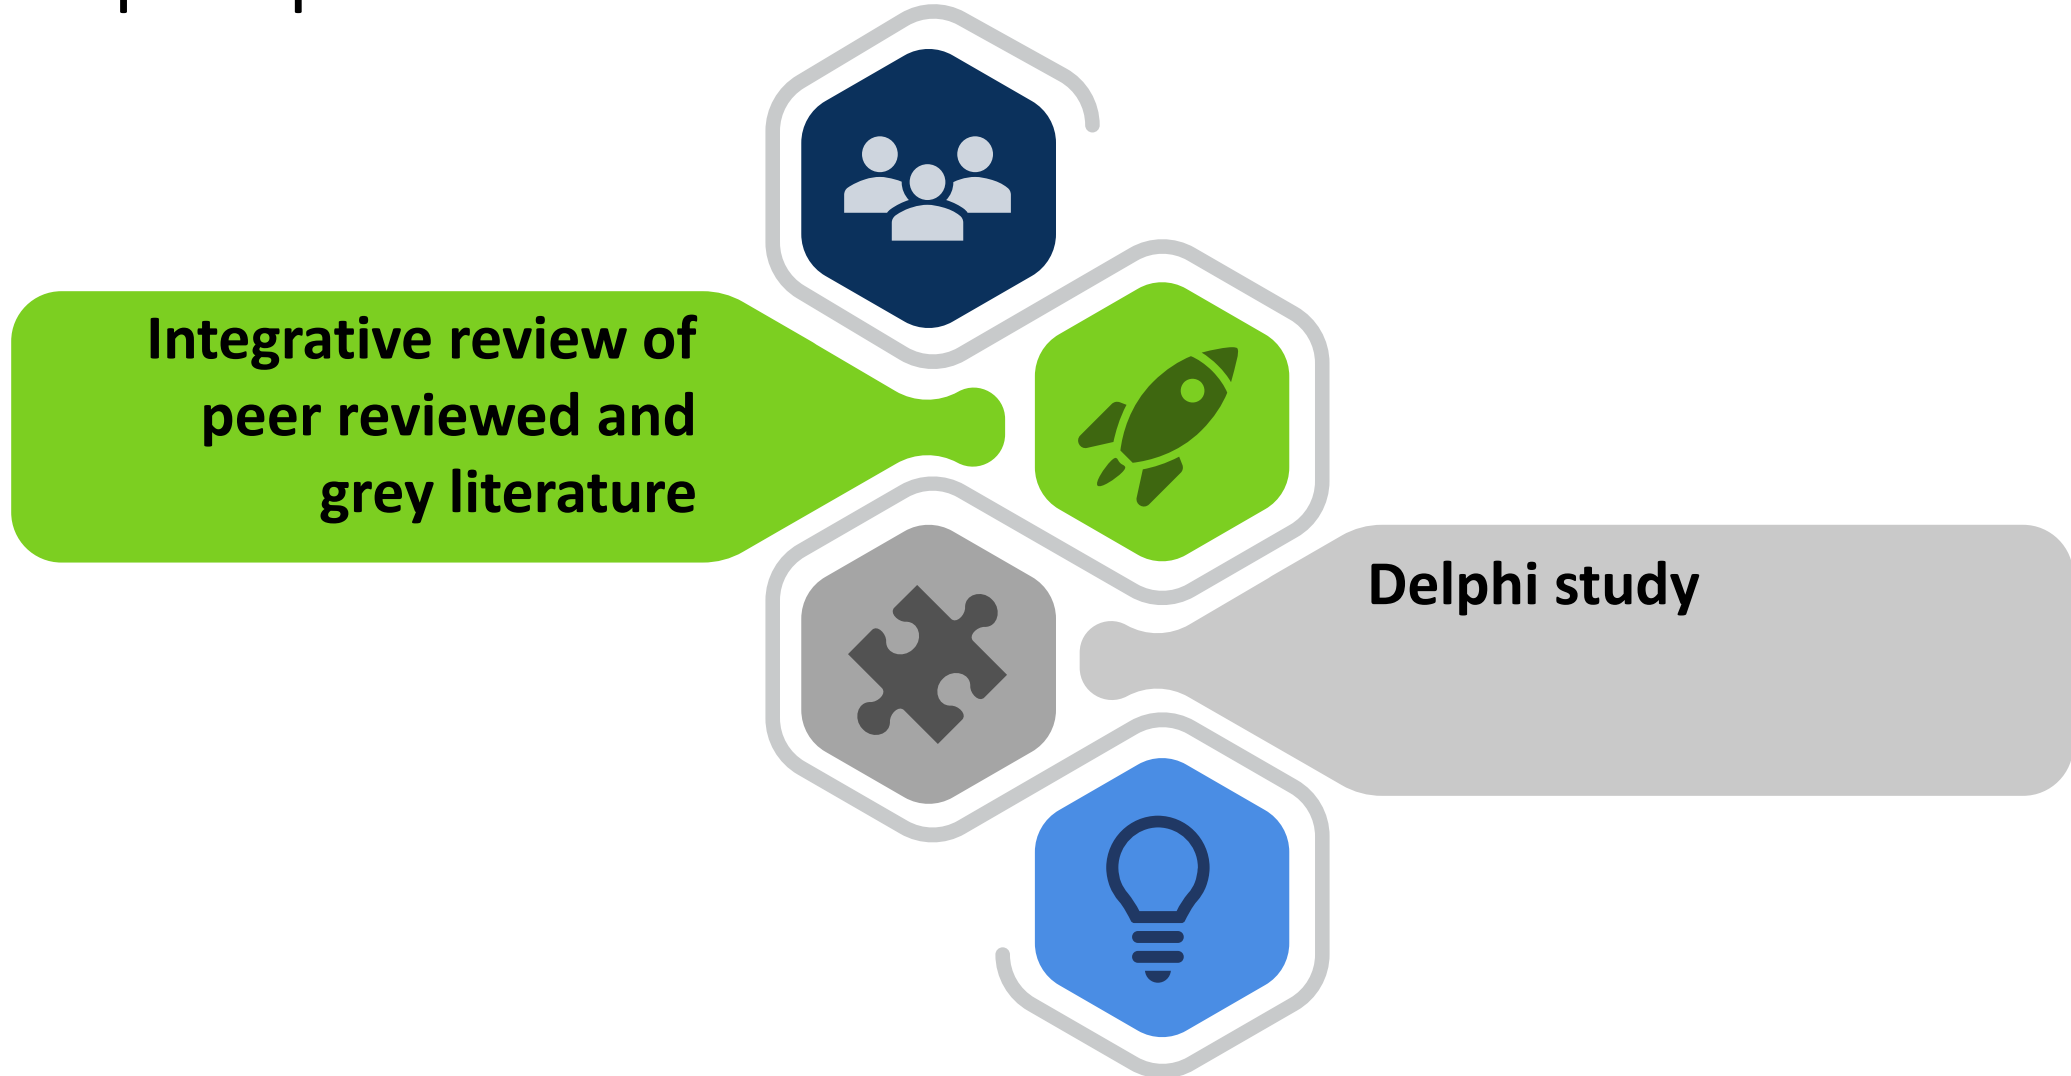 Integrative review of
peer reviewed and
grey literature
Delphi study